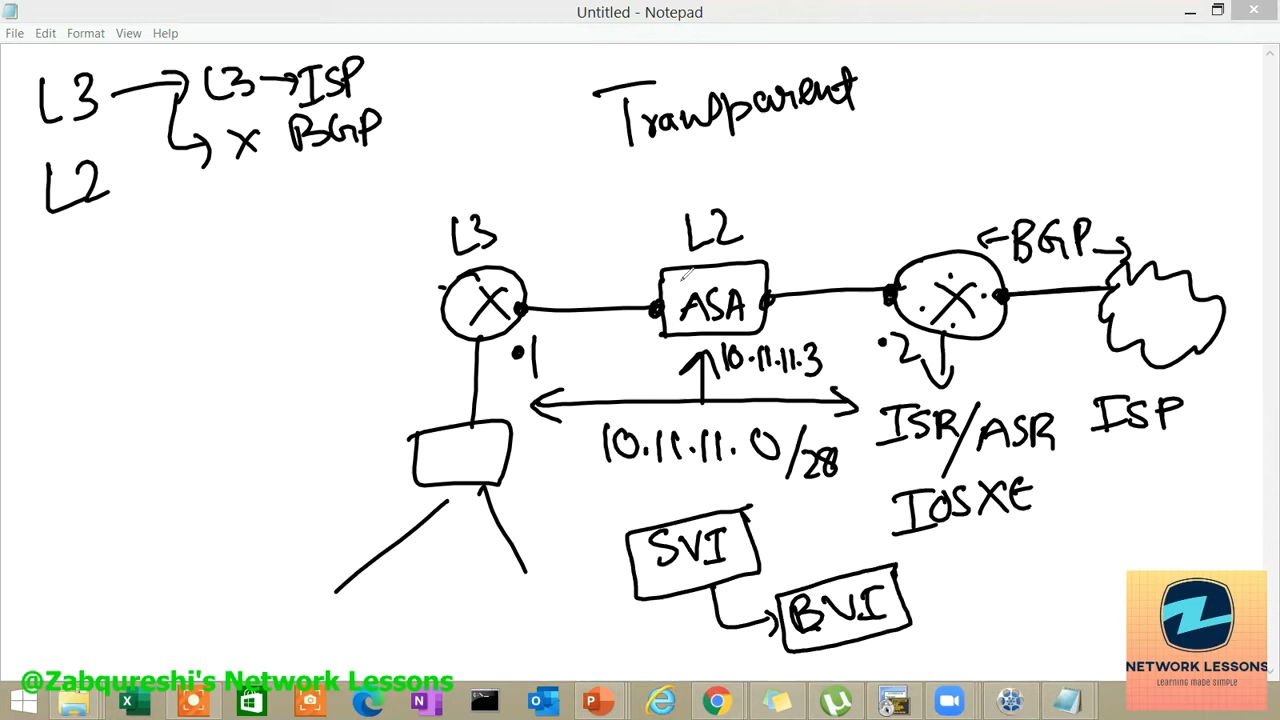 Untitled - Notepad
File Edit Format View Help
L3 → L3 → ISP
→ X BGP
L2
Transparent
L3
L2
BGP
X
ASA
X
.1
10.11.11.3
.2
10.11.11.0/28
ISR/ASR
ISP
IOSXE
SVI
BVI
NETWORK LESSONS
Learning made simple
@Zabqureshi's Network Lessons